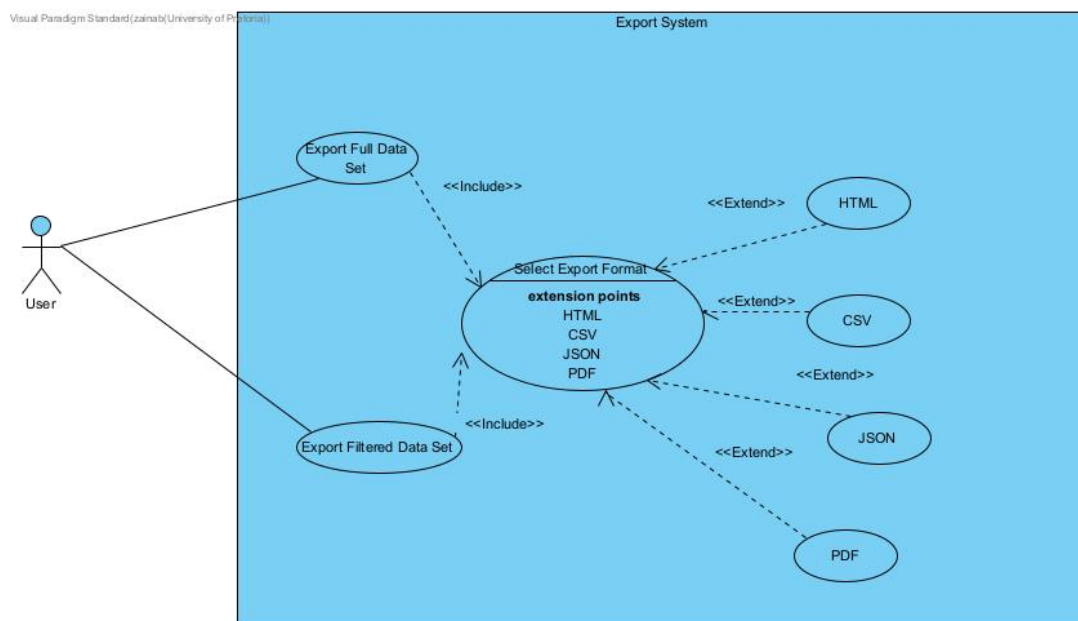 Visual Paradigm Standard(zainab(University of Pretoria))
Export System
Export Full Data
Set
<<Include>>
<<Extend>>
HTML
User
Select Export Format
extension points
HTML
CSV
JSON
PDF
<<Extend>>
CSV
<<Extend>>
JSON
<<Include>>
Export Filtered Data Set
<<Extend>>
PDF